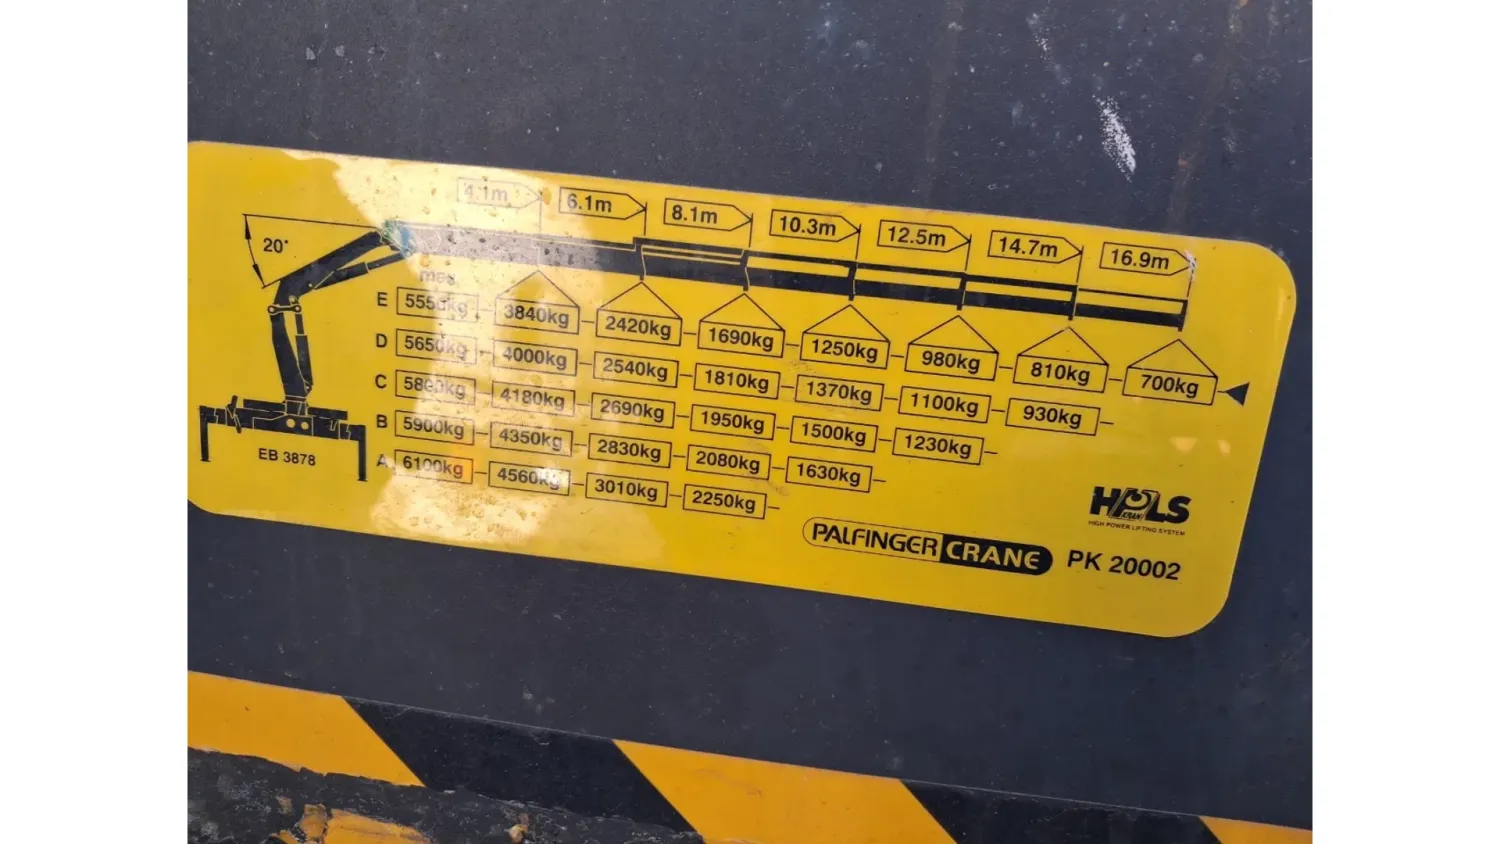 4.1m 6.1m 8.1m 10.3m 12.5m 14.7m 16.9m
20°
max.
E 5550kg 3840kg 2420kg 1690kg 1250kg 980kg 810kg 700kg
D 5650kg 4000kg 2540kg 1810kg 1370kg 1100kg 930kg
C 5800kg 4180kg 2690kg 1950kg 1500kg 1230kg
B 5900kg 4350kg 2830kg 2080kg 1630kg
A 6100kg 4560kg 3010kg 2250kg
EB 3878
HPLS
KRAN
HIGH POWER LIFTING SYSTEM
PALFINGER CRANE PK 20002